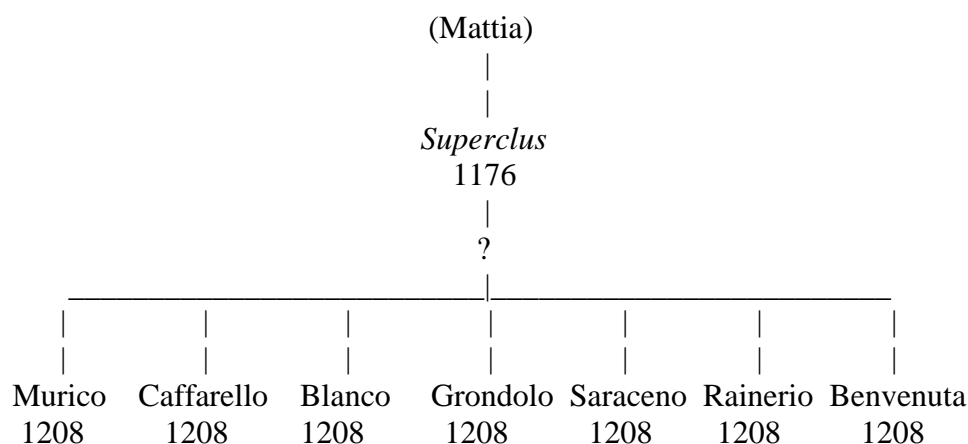 (Mattia)
Superclus
1176
?
Murico Caffarello Blanco Grondolo Saraceno Rainerio Benvenuta
1208 1208 1208 1208 1208 1208 1208